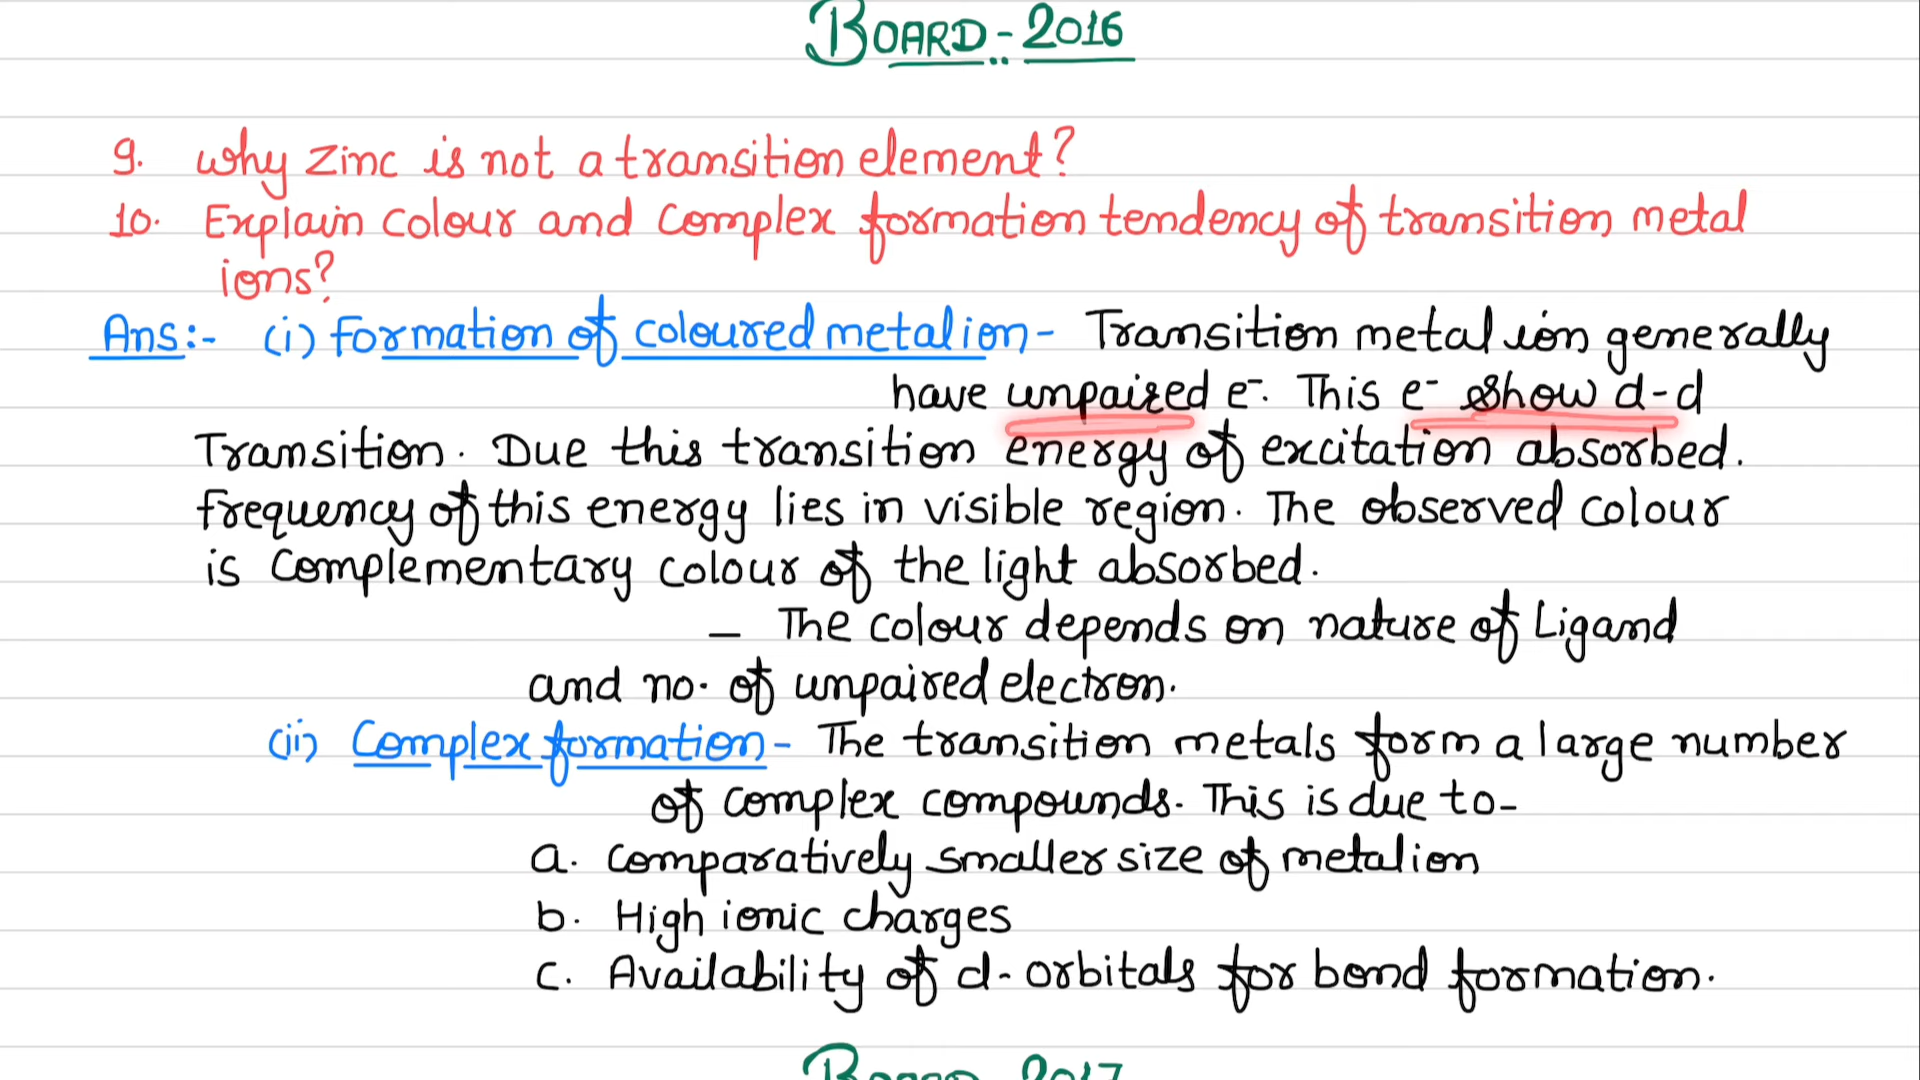 BOARD-2016
9. why zinc is not a transition element?
10. Explain colour and complex formation tendency of transition metal
ions?
Ans:- (i) Formation of coloured metal ion- Transition metal ion generally
have unpaired e⁻. This e⁻ show d-d
Transition. Due this transition energy of excitation absorbed.
frequency of this energy lies in visible region. The observed colour
is complementary colour of the light absorbed.
— The colour depends on nature of Ligand
and no. of unpaired electron.
(ii) Complex formation- The transition metals form a large number
of complex compounds. This is due to-
a. comparatively smaller size of metal ion
b. High ionic charges
c. Availability of d-orbitals for bond formation.
Board 2017